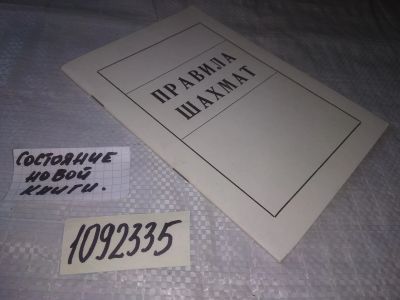 ПРАВИЛА
ШАХМАТ
СОСТОЯНИЕ
НОВОЙ
КНИГИ.
1092335